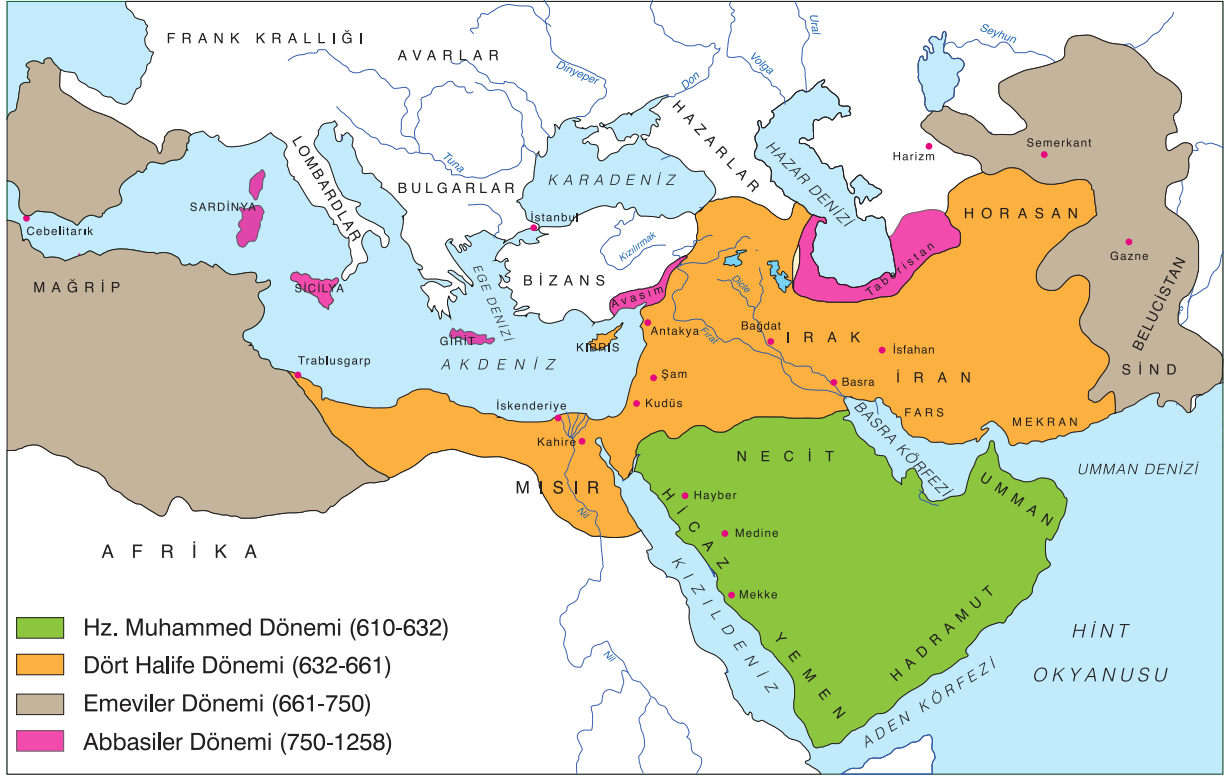 FRANK KRALLIĞI
AVARLAR
Dinyeper
Don
Volga
Ural
Seyhun
HAZARLAR
HAZAR DENİZİ
Harizm
Semerkant
LOMBARDLAR
Tuna
BULGARLAR
KARADENİZ
SARDİNYA
Cebelitarık
İstanbul
Kızılırmak
HORASAN
Taberistan
Gazne
MAĞRİP
SİCİLYA
EGE DENİZİ
BİZANS
Avasım
Dicle
BELUCİSTAN
GİRİT
KIBRIS
Antakya
Fırat
Bağdat
IRAK
İsfahan
Trablusgarp
AKDENİZ
Şam
Basra
İRAN
SİND
İskenderiye
Kudüs
FARS
MEKRAN
Kahire
BASRA KÖRFEZİ
NECİT
UMMAN DENİZİ
MISIR
Nil
Hayber
HİCAZ
UMMAN
Medine
AFRİKA
KIZILDENİZ
Mekke
YEMEN
HADRAMUT
HİNT
OKYANUSU
ADEN KÖRFEZİ
Nil
Hz. Muhammed Dönemi (610-632)
Dört Halife Dönemi (632-661)
Emeviler Dönemi (661-750)
Abbasiler Dönemi (750-1258)